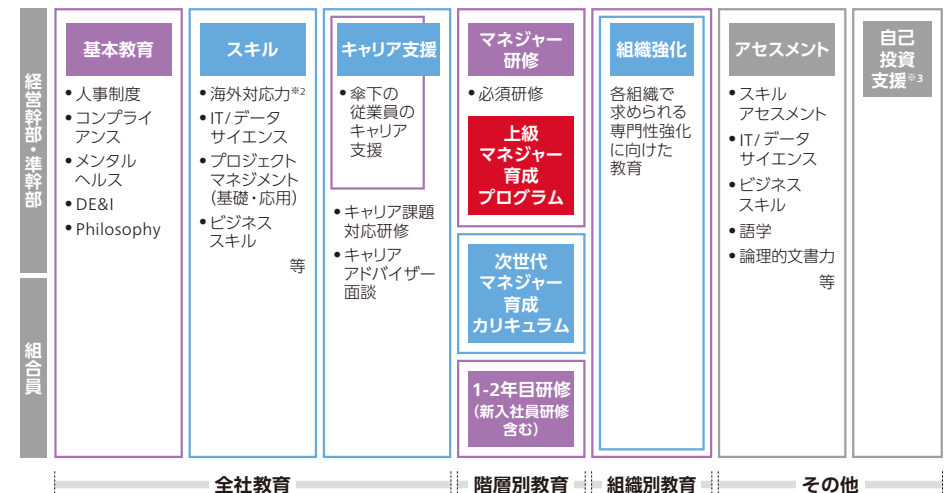 経営幹部・準幹部
組合員
基本教育
•人事制度
•コンプライ
アンス
•メンタル
ヘルス
•DE&I
•Philosophy
スキル
•海外対応力※2
•IT/データ
サイエンス
•プロジェクト
マネジメント
(基礎・応用)
•ビジネス
スキル
等
キャリア支援
•傘下の
従業員の
キャリア
支援
•キャリア課題
対応研修
•キャリア
アドバイザー
面談
マネジャー
研修
•必須研修
上級
マネジャー
育成
プログラム
次世代
マネジャー
育成
カリキュラム
1-2年目研修
(新入社員研修
含む)
組織強化
各組織で
求められる
専門性強化
に向けた
教育
アセスメント
•スキル
アセスメント
•IT/データ
サイエンス
•ビジネス
スキル
•語学
•論理的文書力
等
自己
投資
支援※3
全社教育
階層別教育
組織別教育
その他